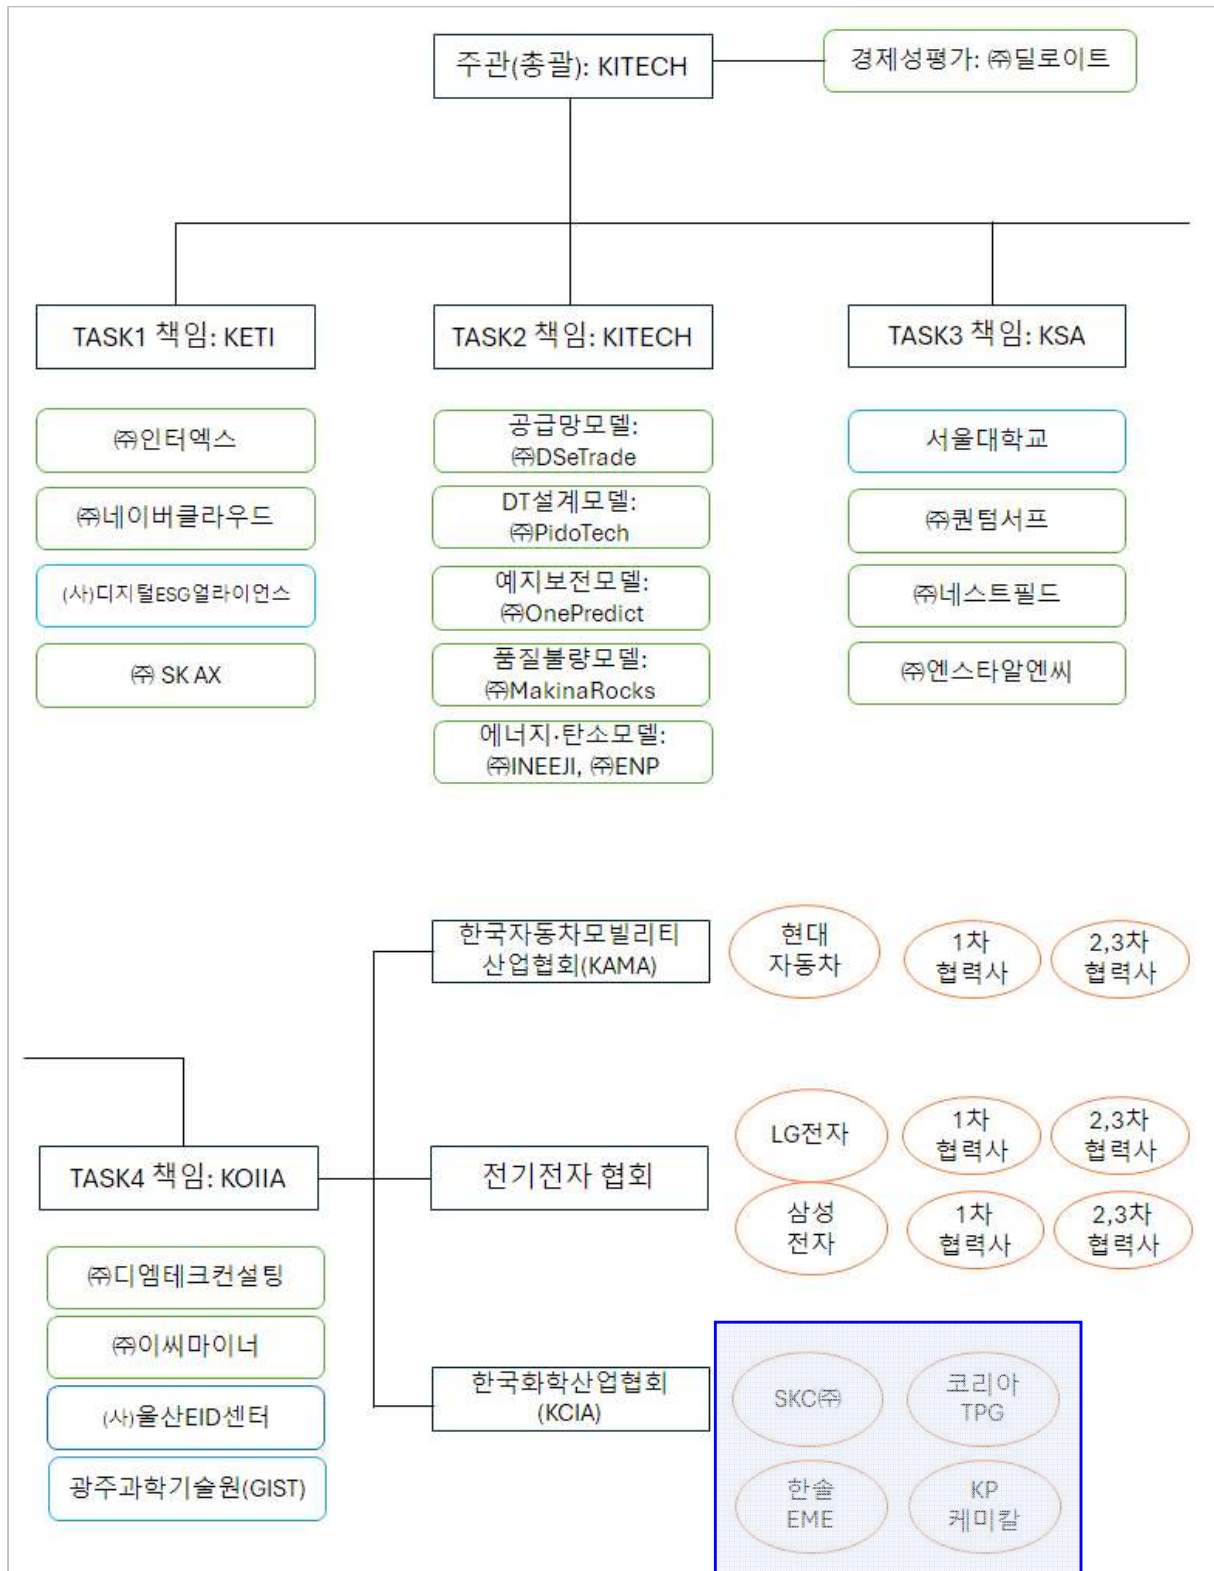 주관(총괄): KITECH
경제성평가: ㈜딜로이트
TASK1 책임: KETI
TASK2 책임: KITECH
TASK3 책임: KSA
㈜인터엑스
㈜네이버클라우드
(사)디지털ESG얼라이언스
㈜ SK AX
공급망모델:
㈜DSeTrade
DT설계모델:
㈜PidoTech
예지보전모델:
㈜OnePredict
품질불량모델:
㈜MakinaRocks
에너지·탄소모델:
㈜INEEJI, ㈜ENP
서울대학교
㈜퀀텀서프
㈜네스트필드
㈜엔스타알엔씨
TASK4 책임: KOIIA
㈜디엠테크컨설팅
㈜이씨마이너
(사)울산EID센터
광주과학기술원(GIST)
한국자동차모빌리티
산업협회(KAMA)
현대
자동차
1차
협력사
2,3차
협력사
전기전자 협회
LG전자
1차
협력사
2,3차
협력사
삼성
전자
1차
협력사
2,3차
협력사
한국화학산업협회
(KCIA)
SKC㈜
코리아
TPG
한솔
EME
KP
케미칼